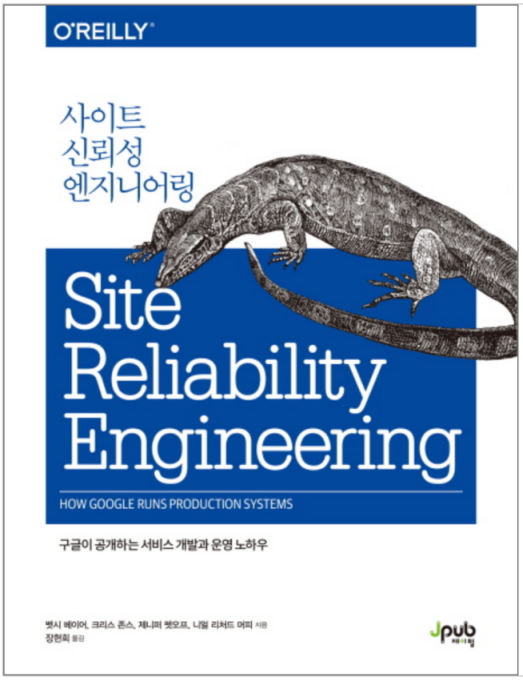 O'REILLY®
사이트
신뢰성
엔지니어링
Site
Reliability
Engineering
HOW GOOGLE RUNS PRODUCTION SYSTEMS
구글이 공개하는 서비스 개발과 운영 노하우
벳시 베이어, 크리스 존스, 제니퍼 펫오프, 니얼 리처드 머피 지음
장현희 옮김
Jpub
제이펍